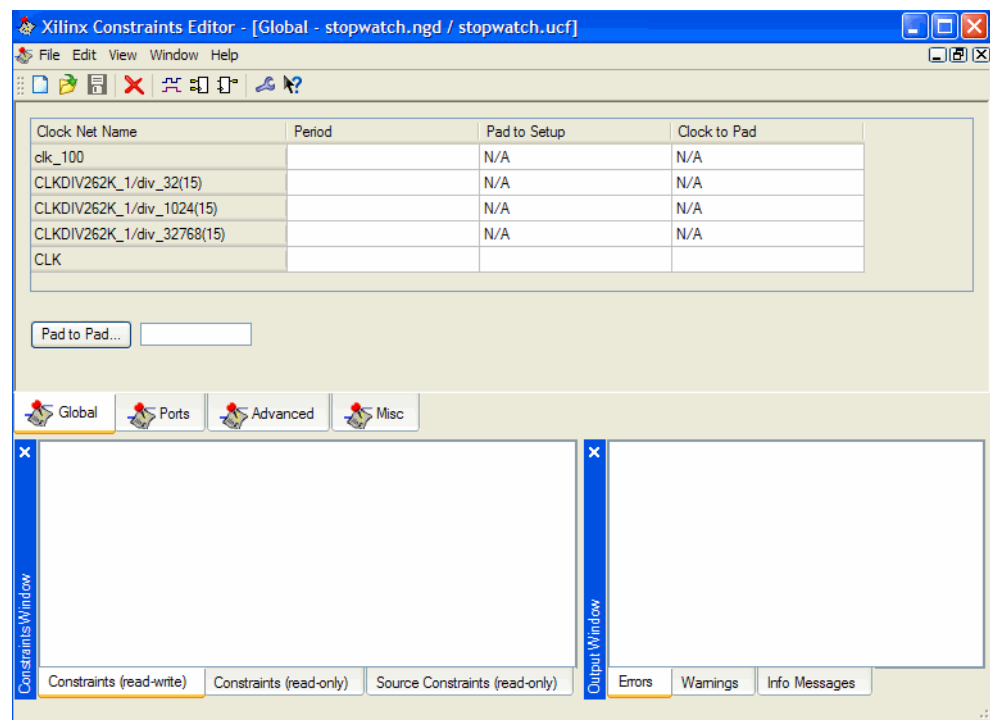 Xilinx Constraints Editor - [Global - stopwatch.ngd / stopwatch.ucf]
File Edit View Window Help
Clock Net Name Period Pad to Setup Clock to Pad
clk_100 N/A N/A
CLKDIV262K_1/div_32(15) N/A N/A
CLKDIV262K_1/div_1024(15) N/A N/A
CLKDIV262K_1/div_32768(15) N/A N/A
CLK
Pad to Pad...
Global Ports Advanced Misc
Constraints Window
Output Window
Constraints (read-write) Constraints (read-only) Source Constraints (read-only) Errors Warnings Info Messages